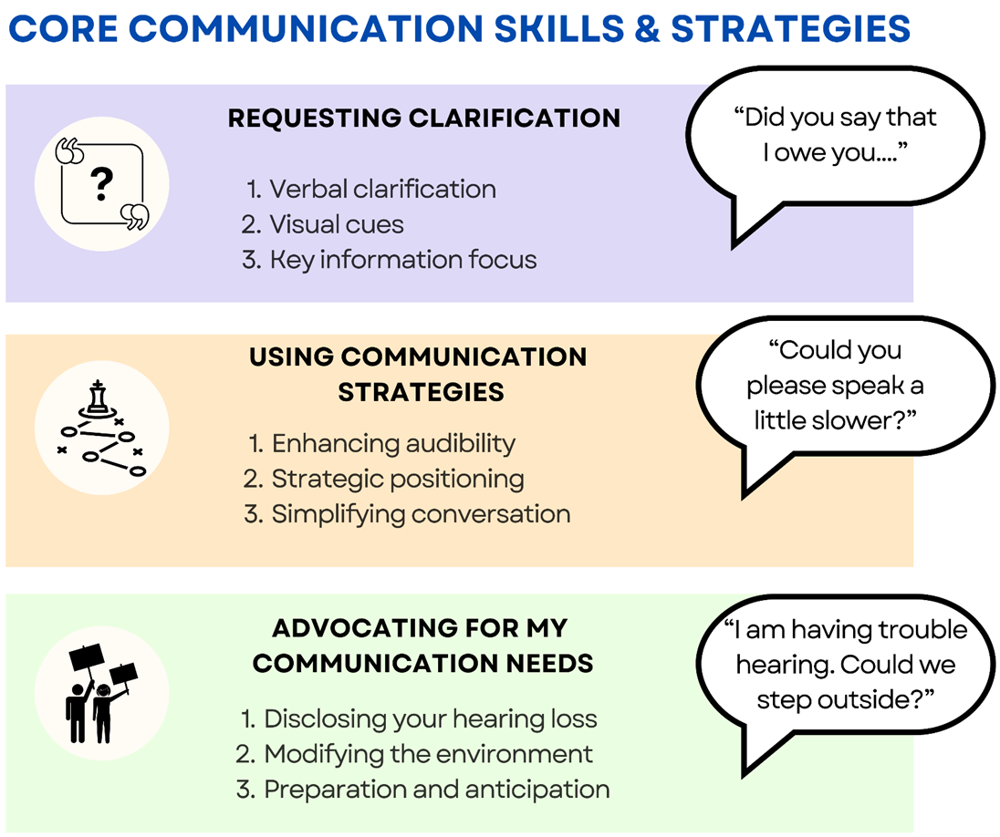 CORE COMMUNICATION SKILLS & STRATEGIES
REQUESTING CLARIFICATION
1. Verbal clarification
2. Visual cues
3. Key information focus
“Did you say that
I owe you....”
?
USING COMMUNICATION
STRATEGIES
1. Enhancing audibility
2. Strategic positioning
3. Simplifying conversation
“Could you
please speak a
little slower?”
ADVOCATING FOR MY
COMMUNICATION NEEDS
1. Disclosing your hearing loss
2. Modifying the environment
3. Preparation and anticipation
“I am having trouble
hearing. Could we
step outside?”